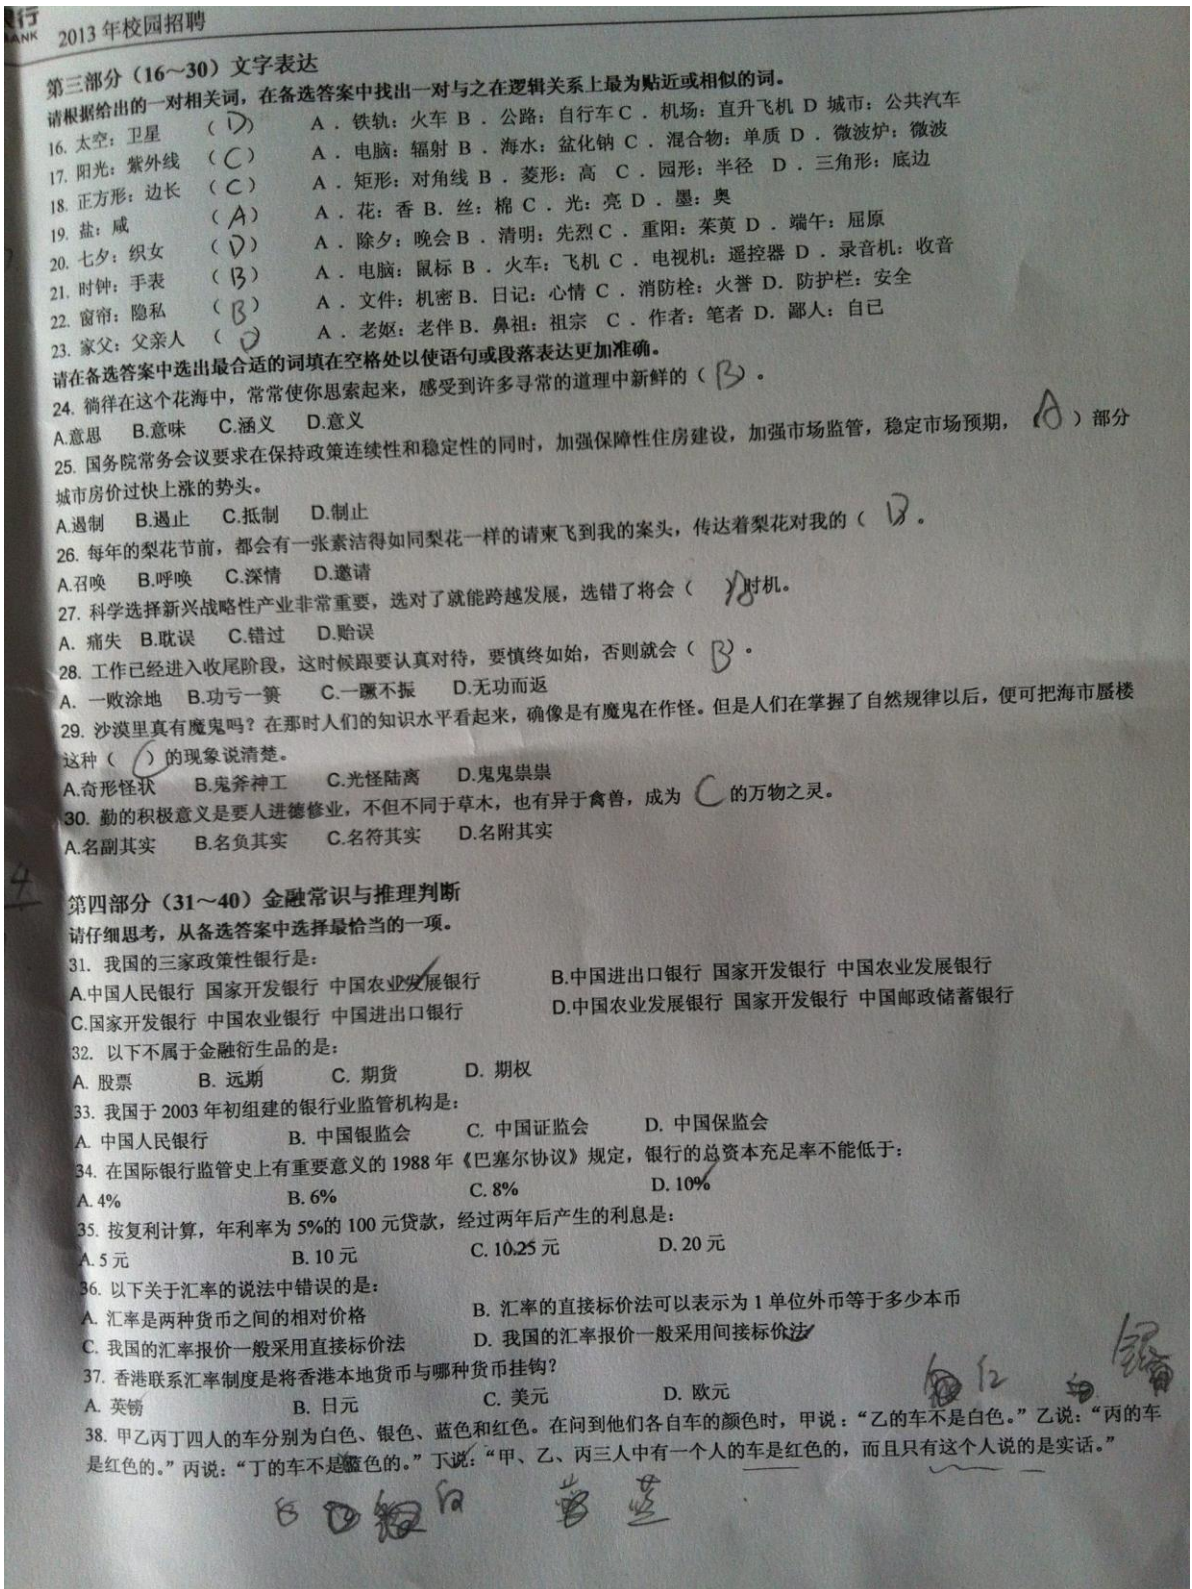 行
BANK 2013年校园招聘
第三部分（16～30）文字表达
请根据给出的一对相关词，在备选答案中找出一对与之在逻辑关系上最为贴近或相似的词。
16. 太空：卫星 （D） A．铁轨：火车 B．公路：自行车 C．机场：直升飞机 D 城市：公共汽车
17. 阳光：紫外线 （C） A．电脑：辐射 B．海水：氯化钠 C．混合物：单质 D．微波炉：微波
18. 正方形：边长 （C） A．矩形：对角线 B．菱形：高 C．园形：半径 D．三角形：底边
19. 盐：咸 （A） A．花：香 B. 丝：棉 C．光：亮 D．墨：奥
20. 七夕：织女 （D） A．除夕：晚会 B．清明：先烈 C．重阳：茱萸 D．端午：屈原
21. 时钟：手表 （B） A．电脑：鼠标 B．火车：飞机 C．电视机：遥控器 D．录音机：收音
22. 窗帘：隐私 （B） A．文件：机密 B. 日记：心情 C．消防栓：火誉 D. 防护栏：安全
23. 家父：父亲人 （D） A．老妪：老伴 B. 鼻祖：祖宗 C．作者：笔者 D. 鄙人：自已
请在备选答案中选出最合适的词填在空格处以使语句或段落表达更加准确。
24. 徜徉在这个花海中，常常使你思索起来，感受到许多寻常的道理中新鲜的（B）。
A.意思 B.意味 C.涵义 D.意义
25. 国务院常务会议要求在保持政策连续性和稳定性的同时，加强保障性住房建设，加强市场监管，稳定市场预期，（A）部分
城市房价过快上涨的势头。
A.遏制 B.遏止 C.抵制 D.制止
26. 每年的梨花节前，都会有一张素洁得如同梨花一样的请柬飞到我的案头，传达着梨花对我的（ ）。
A.召唤 B.呼唤 C.深情 D.邀请
27. 科学选择新兴战略性产业非常重要，选对了就能跨越发展，选错了将会（ ）时机。
A. 痛失 B.耽误 C.错过 D.贻误
28. 工作已经进入收尾阶段，这时候跟要认真对待，要慎终如始，否则就会（B）。
A. 一败涂地 B.功亏一篑 C.一蹶不振 D.无功而返
29. 沙漠里真有魔鬼吗？在那时人们的知识水平看起来，确像是有魔鬼在作怪。但是人们在掌握了自然规律以后，便可把海市蜃楼
这种（C）的现象说清楚。
A.奇形怪状 B.鬼斧神工 C.光怪陆离 D.鬼鬼祟祟
30. 勤的积极意义是要人进德修业，不但不同于草木，也有异于禽兽，成为 C 的万物之灵。
A.名副其实 B.名负其实 C.名符其实 D.名附其实
4
第四部分（31～40）金融常识与推理判断
请仔细思考，从备选答案中选择最恰当的一项。
31. 我国的三家政策性银行是：
A.中国人民银行 国家开发银行 中国农业发展银行 B.中国进出口银行 国家开发银行 中国农业发展银行
C.国家开发银行 中国农业银行 中国进出口银行 D.中国农业发展银行 国家开发银行 中国邮政储蓄银行
32. 以下不属于金融衍生品的是：
A. 股票 B. 远期 C. 期货 D. 期权
33. 我国于2003年初组建的银行业监管机构是：
A. 中国人民银行 B. 中国银监会 C. 中国证监会 D. 中国保监会
34. 在国际银行监管史上有重要意义的1988年《巴塞尔协议》规定，银行的总资本充足率不能低于：
A. 4% B. 6% C. 8% D. 10%
35. 按复利计算，年利率为5%的100元贷款，经过两年后产生的利息是：
A. 5元 B. 10元 C. 10.25元 D. 20元
36. 以下关于汇率的说法中错误的是：
A. 汇率是两种货币之间的相对价格 B. 汇率的直接标价法可以表示为1单位外币等于多少本币
C. 我国的汇率报价一般采用直接标价法 D. 我国的汇率报价一般采用间接标价法
37. 香港联系汇率制度是将香港本地货币与哪种货币挂钩？
A. 英镑 B. 日元 C. 美元 D. 欧元
红 银
38. 甲乙丙丁四人的车分别为白色、银色、蓝色和红色。在问到他们各自车的颜色时，甲说：“乙的车不是白色。”乙说：“丙的车
是红色的。”丙说：“丁的车不是蓝色的。”丁说：“甲、乙、丙三人中有一个人的车是红色的，而且只有这个人说的是实话。”
白 蓝